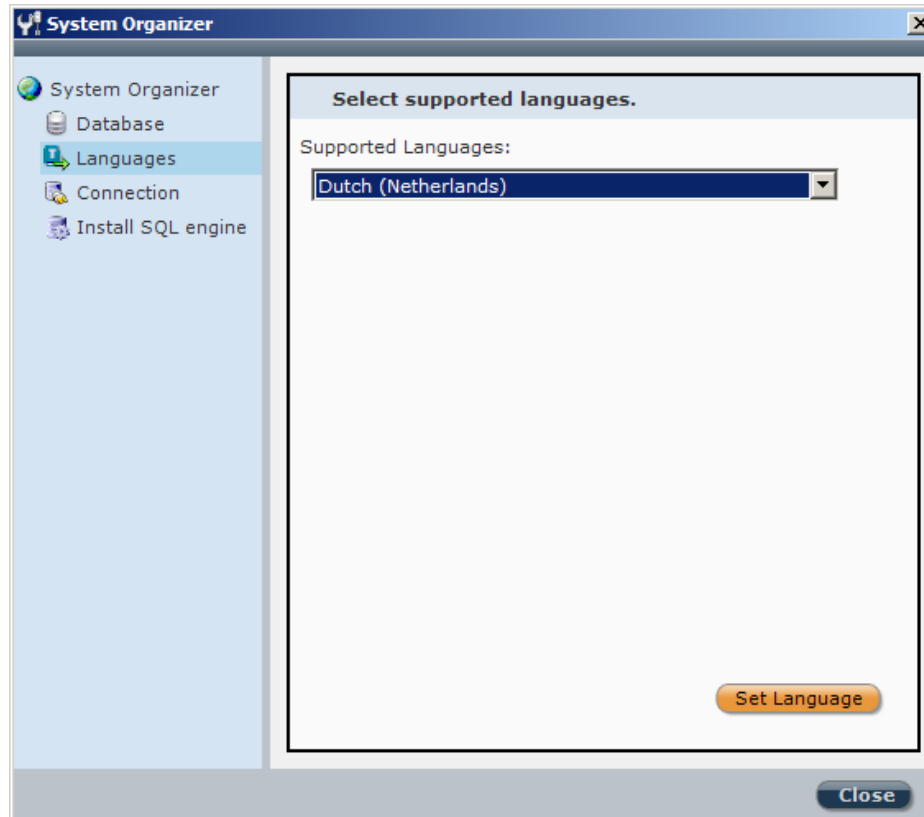 System Organizer
System Organizer
Database
Languages
Connection
Install SQL engine
Select supported languages.
Supported Languages:
Dutch (Netherlands)
Set Language
Close